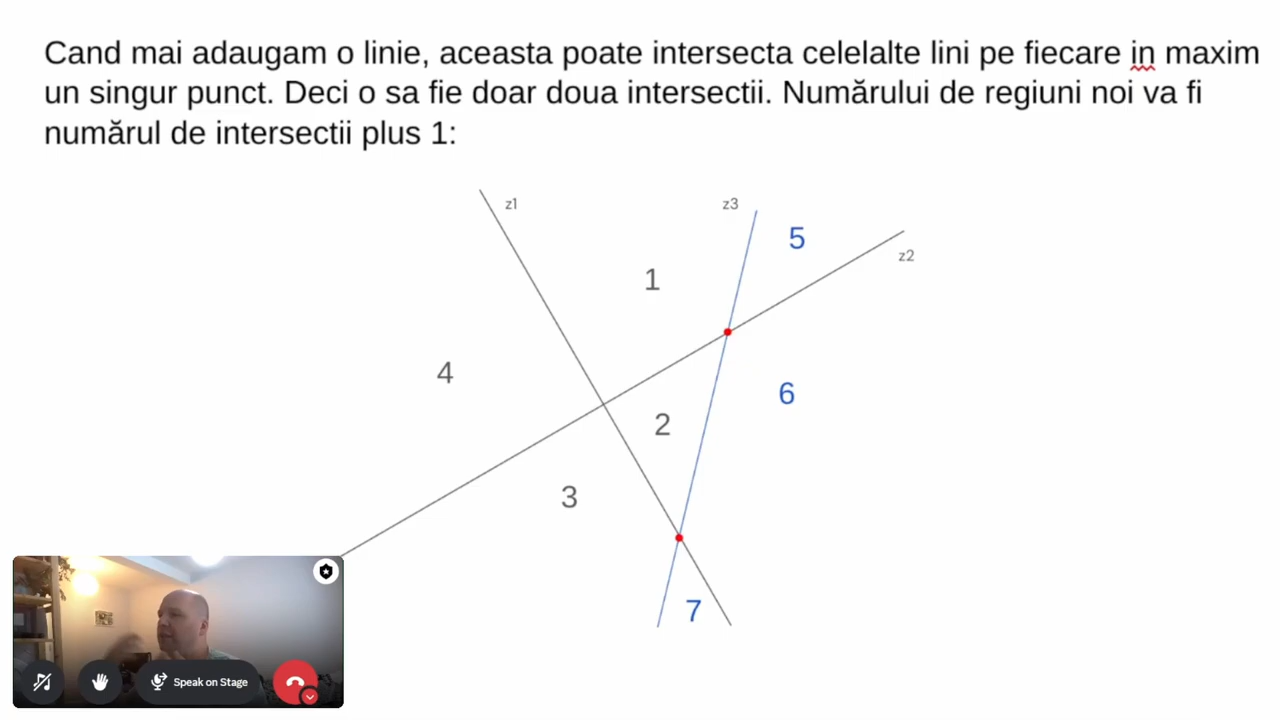 Cand mai adaugam o linie, aceasta poate intersecta celelalte lini pe fiecare in maxim
un singur punct. Deci o sa fie doar doua intersectii. Numărului de regiuni noi va fi
numărul de intersectii plus 1:
z1
z3
5
z2
1
4
6
2
3
7
Speak on Stage